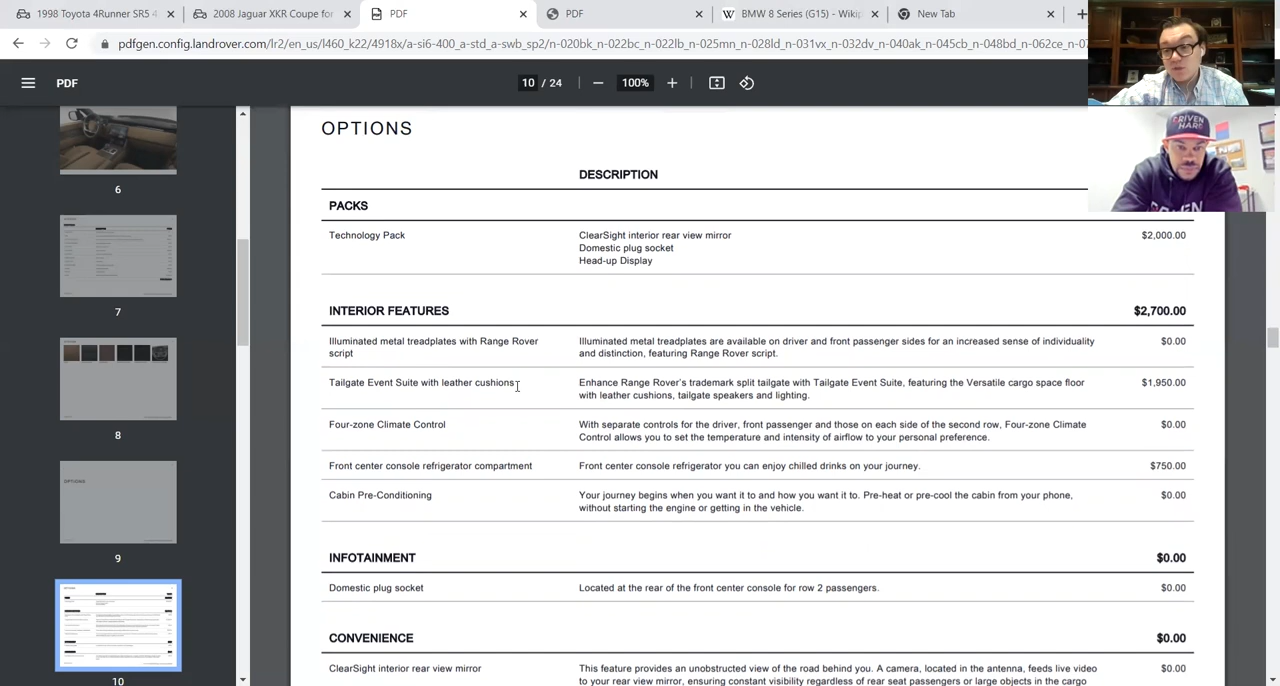 1998 Toyota 4Runner SR5 4
2008 Jaguar XKR Coupe for
PDF
PDF
BMW 8 Series (G15) - Wikip
New Tab
pdfgen.config.landrover.com/lr2/en_us/l460_k22/4918x/a-si6-400_a-std_a-swb_sp2/n-020bk_n-022bc_n-022lb_n-025mn_n-028ld_n-031vx_n-032dv_n-040ak_n-045cb_n-048bd_n-062ce_n-07
PDF
10 / 24
100%
DRIVEN
HARD
6
7
8
OPTIONS
9
10
OPTIONS
DESCRIPTION
PACKS
Technology Pack
ClearSight interior rear view mirror
$2,000.00
Domestic plug socket
Head-up Display
INTERIOR FEATURES
$2,700.00
Illuminated metal treadplates with Range Rover
script
Illuminated metal treadplates are available on driver and front passenger sides for an increased sense of individuality
and distinction, featuring Range Rover script.
$0.00
Tailgate Event Suite with leather cushions
Enhance Range Rover's trademark split tailgate with Tailgate Event Suite, featuring the Versatile cargo space floor
with leather cushions, tailgate speakers and lighting.
$1,950.00
Four-zone Climate Control
With separate controls for the driver, front passenger and those on each side of the second row, Four-zone Climate
Control allows you to set the temperature and intensity of airflow to your personal preference.
$0.00
Front center console refrigerator compartment
Front center console refrigerator you can enjoy chilled drinks on your journey.
$750.00
Cabin Pre-Conditioning
Your journey begins when you want it to and how you want it to. Pre-heat or pre-cool the cabin from your phone,
without starting the engine or getting in the vehicle.
$0.00
INFOTAINMENT
$0.00
Domestic plug socket
Located at the rear of the front center console for row 2 passengers.
$0.00
CONVENIENCE
$0.00
ClearSight interior rear view mirror
This feature provides an unobstructed view of the road behind you. A camera, located in the antenna, feeds live video
to your rear view mirror, ensuring constant visibility regardless of rear seat passengers or large objects in the cargo
$0.00